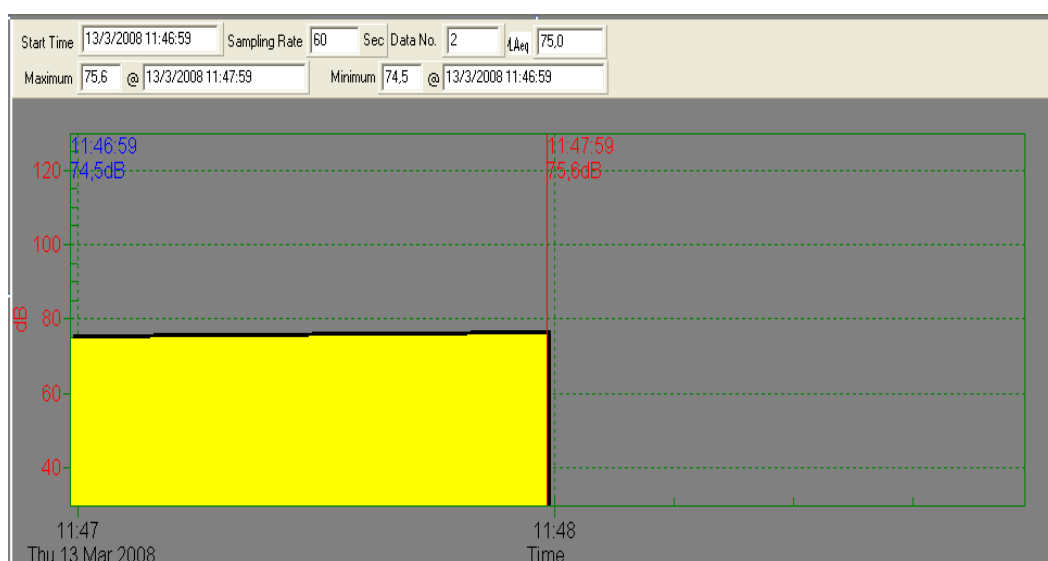 Start Time 13/3/2008 11:46:59 Sampling Rate 60 Sec Data No. 2 LAeq 75,0
Maximum 75,6 @ 13/3/2008 11:47:59 Minimum 74,5 @ 13/3/2008 11:46:59
11:46:59 11:47:59
74,5dB 75,6dB
120
100
dB
80
60
40
11:47 11:48
Thu 13 Mar 2008 Time